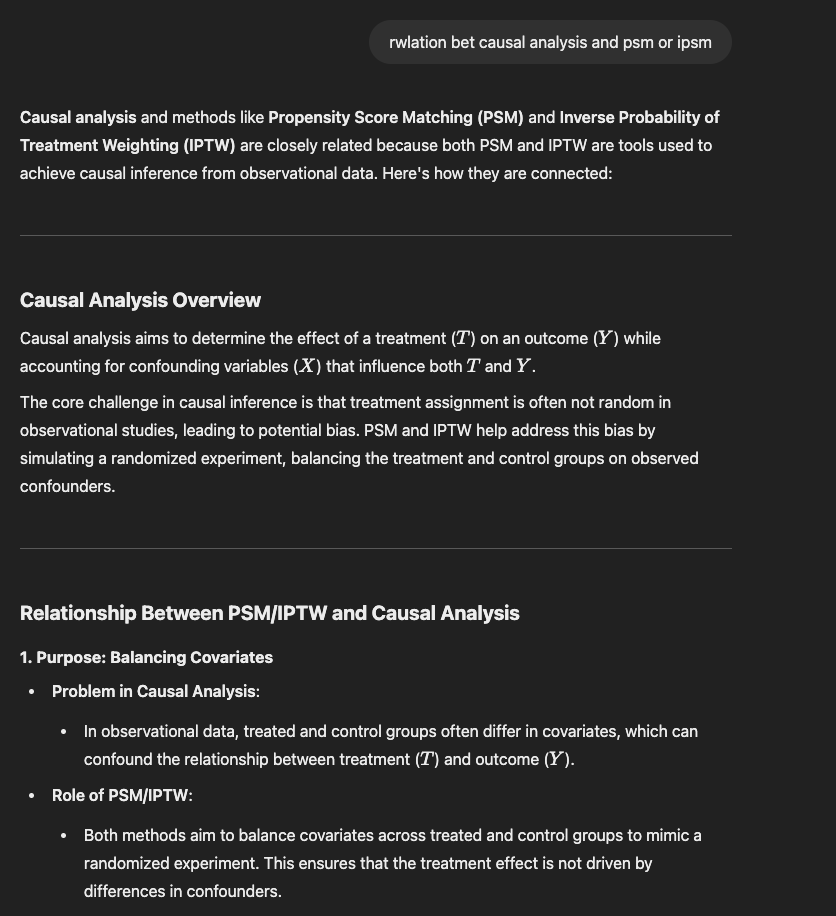 rwlation bet causal analysis and psm or ipsm
Causal analysis and methods like Propensity Score Matching (PSM) and Inverse Probability of
Treatment Weighting (IPTW) are closely related because both PSM and IPTW are tools used to
achieve causal inference from observational data. Here's how they are connected:
Causal Analysis Overview
Causal analysis aims to determine the effect of a treatment (T) on an outcome (Y) while
accounting for confounding variables (X) that influence both T and Y.
The core challenge in causal inference is that treatment assignment is often not random in
observational studies, leading to potential bias. PSM and IPTW help address this bias by
simulating a randomized experiment, balancing the treatment and control groups on observed
confounders.
Relationship Between PSM/IPTW and Causal Analysis
1. Purpose: Balancing Covariates
• Problem in Causal Analysis:
• In observational data, treated and control groups often differ in covariates, which can
confound the relationship between treatment (T) and outcome (Y).
• Role of PSM/IPTW:
• Both methods aim to balance covariates across treated and control groups to mimic a
randomized experiment. This ensures that the treatment effect is not driven by
differences in confounders.